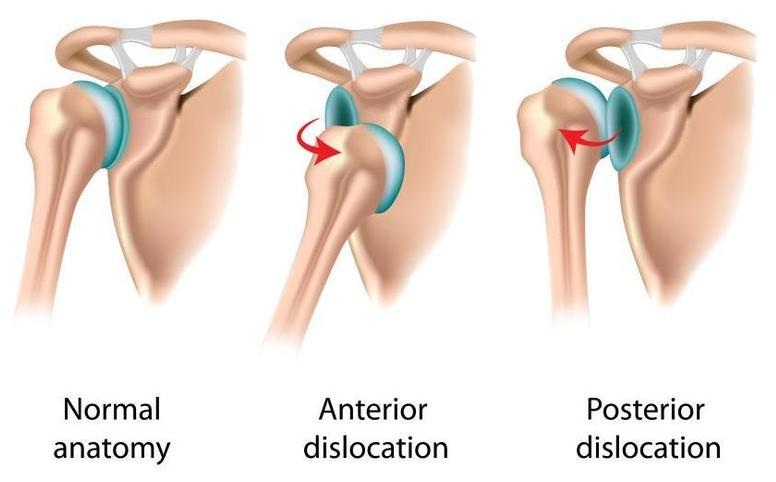 Normal
anatomy
Anterior
dislocation
Posterior
dislocation